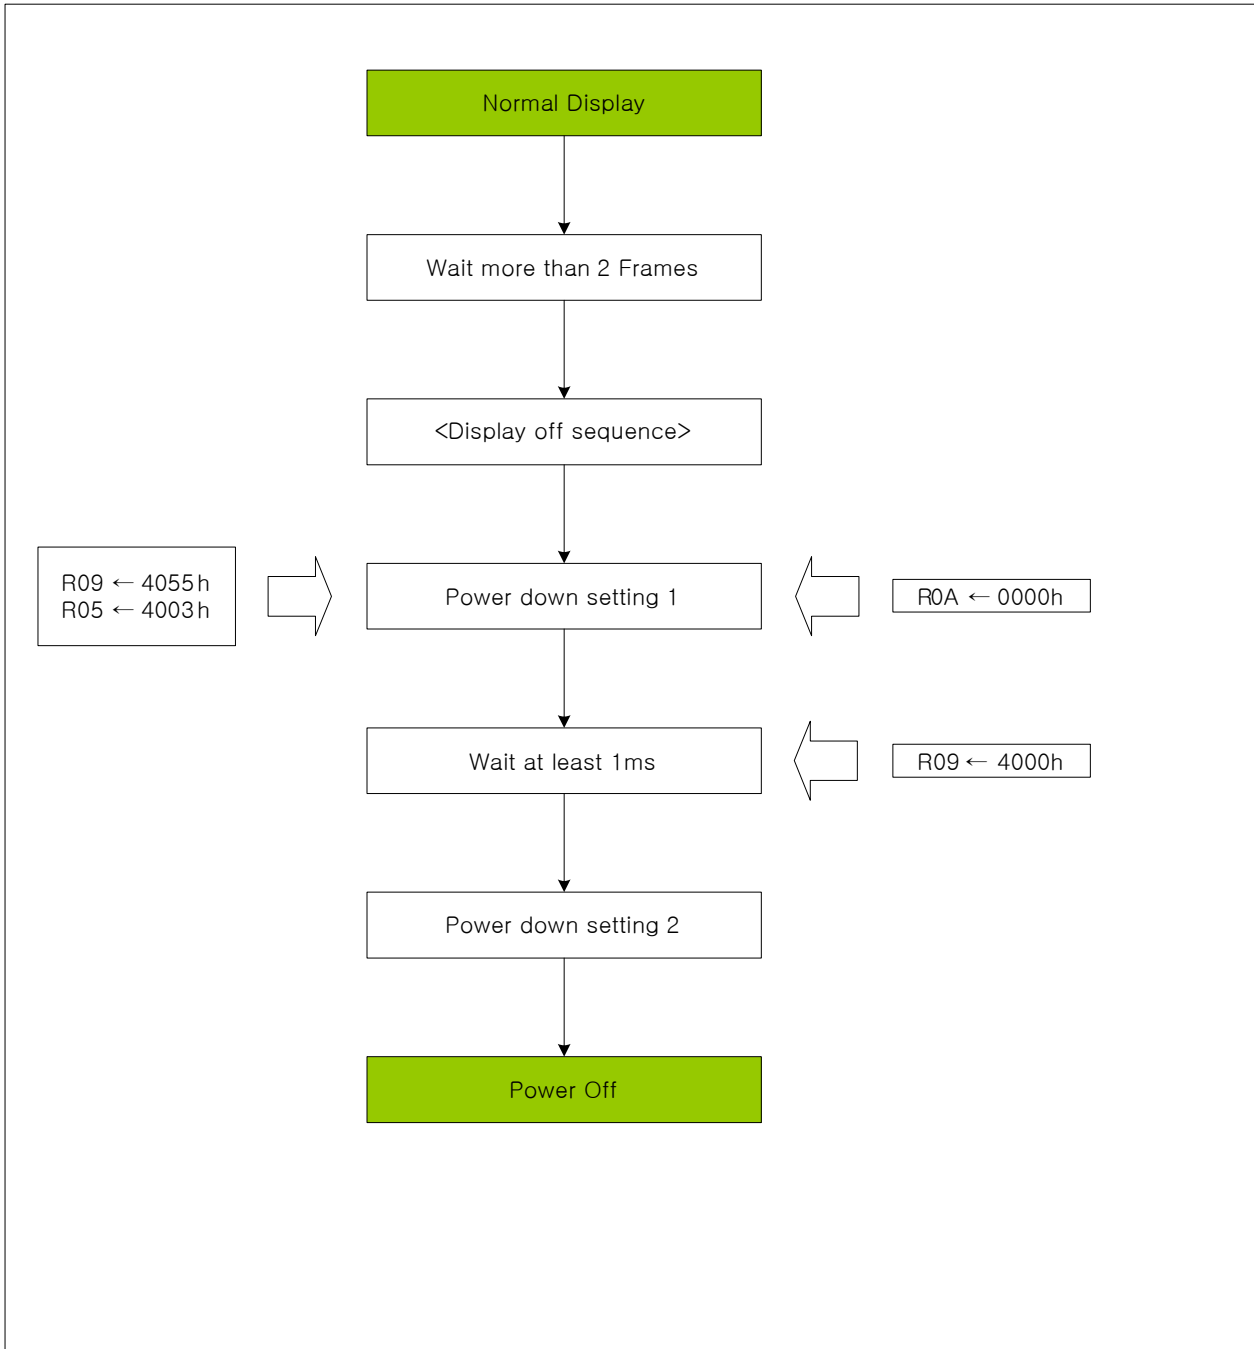 Normal Display
Wait more than 2 Frames
<Display off sequence>
R09 ← 4055h
R05 ← 4003h
Power down setting 1
R0A ← 0000h
Wait at least 1ms
R09 ← 4000h
Power down setting 2
Power Off